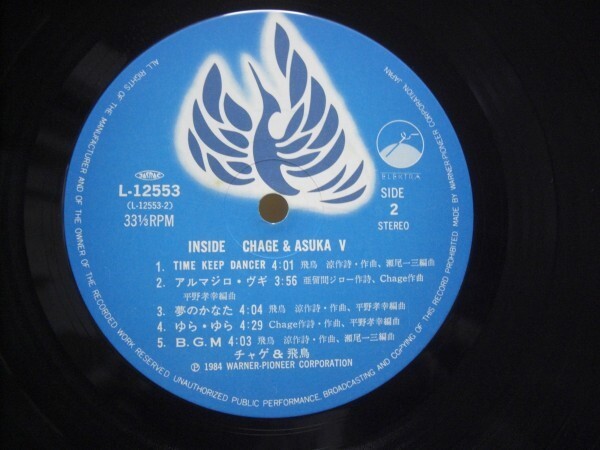 ALL RIGHTS OF THE MANUFACTURER AND OF THE OWNER OF THE RECORDED WORK RESERVED. UNAUTHORIZED PUBLIC PERFORMANCE, BROADCASTING AND COPYING OF THIS RECORD PROHIBITED MADE BY WARNER-PIONEER CORPORATION, JAPAN
L-12553
(L-12553-2)
33⅓RPM
ELEKTRA
SIDE
2
STEREO
INSIDE CHAGE & ASUKA V
1. TIME KEEP DANCER 4:01 飛鳥 涼作詩・作曲、瀬尾一三編曲
2. アルマジロ・ヴギ 3:56 亜留間ジロー作詩、Chage作曲
平野孝幸編曲
3. 夢のかなた 4:04 飛鳥 涼作詩・作曲、平野孝幸編曲
4. ゆら・ゆら 4:29 Chage作詩・作曲、平野孝幸編曲
5. B.G.M 4:03 飛鳥 涼作詩・作曲、瀬尾一三編曲
チャゲ&飛鳥
Ⓟ 1984 WARNER-PIONEER CORPORATION